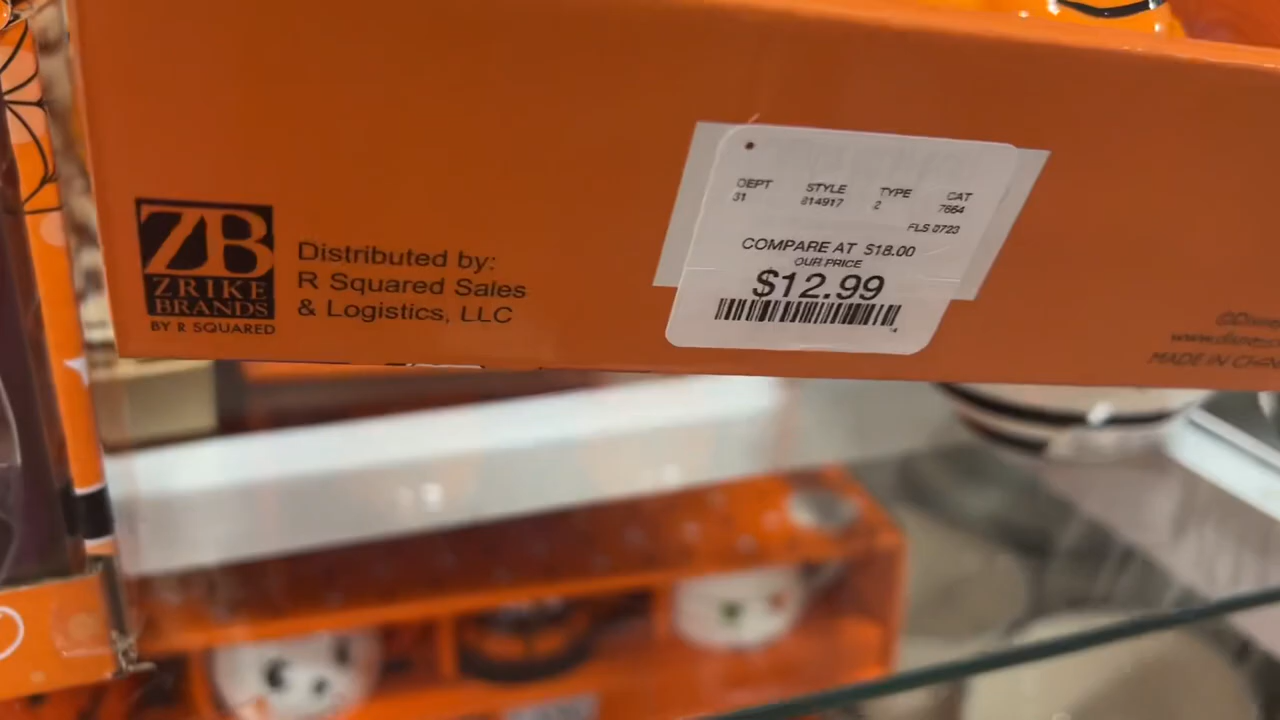 ZB
ZRIKE
BRANDS
BY R SQUARED
Distributed by:
R Squared Sales
& Logistics, LLC
DEPT STYLE TYPE CAT
31 814917 2 7664
FLS 0723
COMPARE AT $18.00
OUR PRICE
$12.99
MADE IN